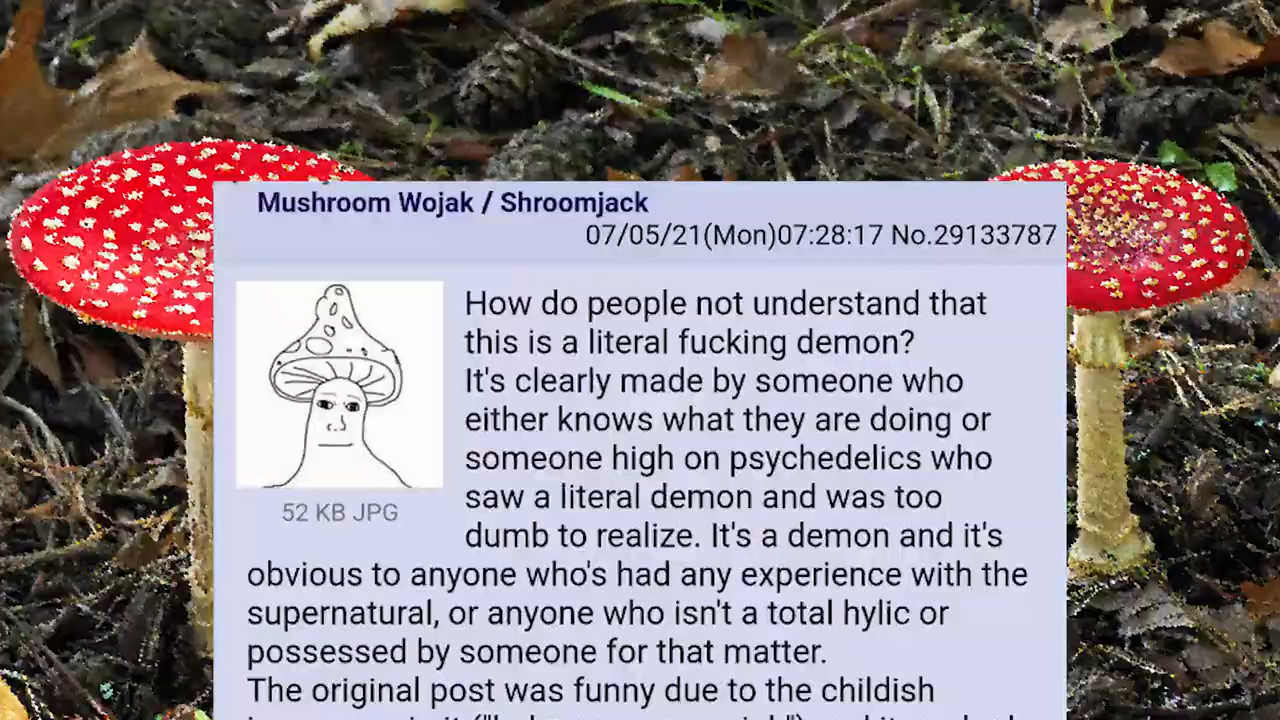 Mushroom Wojak / Shroomjack
07/05/21(Mon)07:28:17 No.29133787
How do people not understand that
this is a literal fucking demon?
It's clearly made by someone who
either knows what they are doing or
someone high on psychedelics who
saw a literal demon and was too
52 KB JPG
dumb to realize. It's a demon and it's
obvious to anyone who's had any experience with the
supernatural, or anyone who isn't a total hylic or
possessed by someone for that matter.
The original post was funny due to the childish